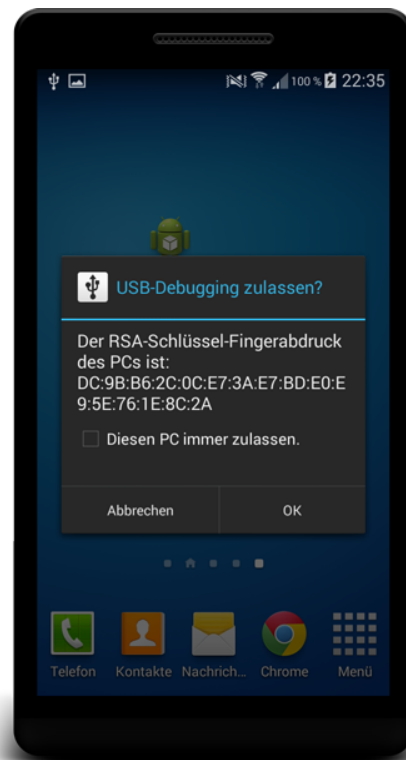 100 % 22:35
USB-Debugging zulassen?
Der RSA-Schlüssel-Fingerabdruck
des PCs ist:
DC:9B:B6:2C:0C:E7:3A:E7:BD:E0:E
9:5E:76:1E:8C:2A
Diesen PC immer zulassen.
Abbrechen OK
Telefon Kontakte Nachrich... Chrome Menü